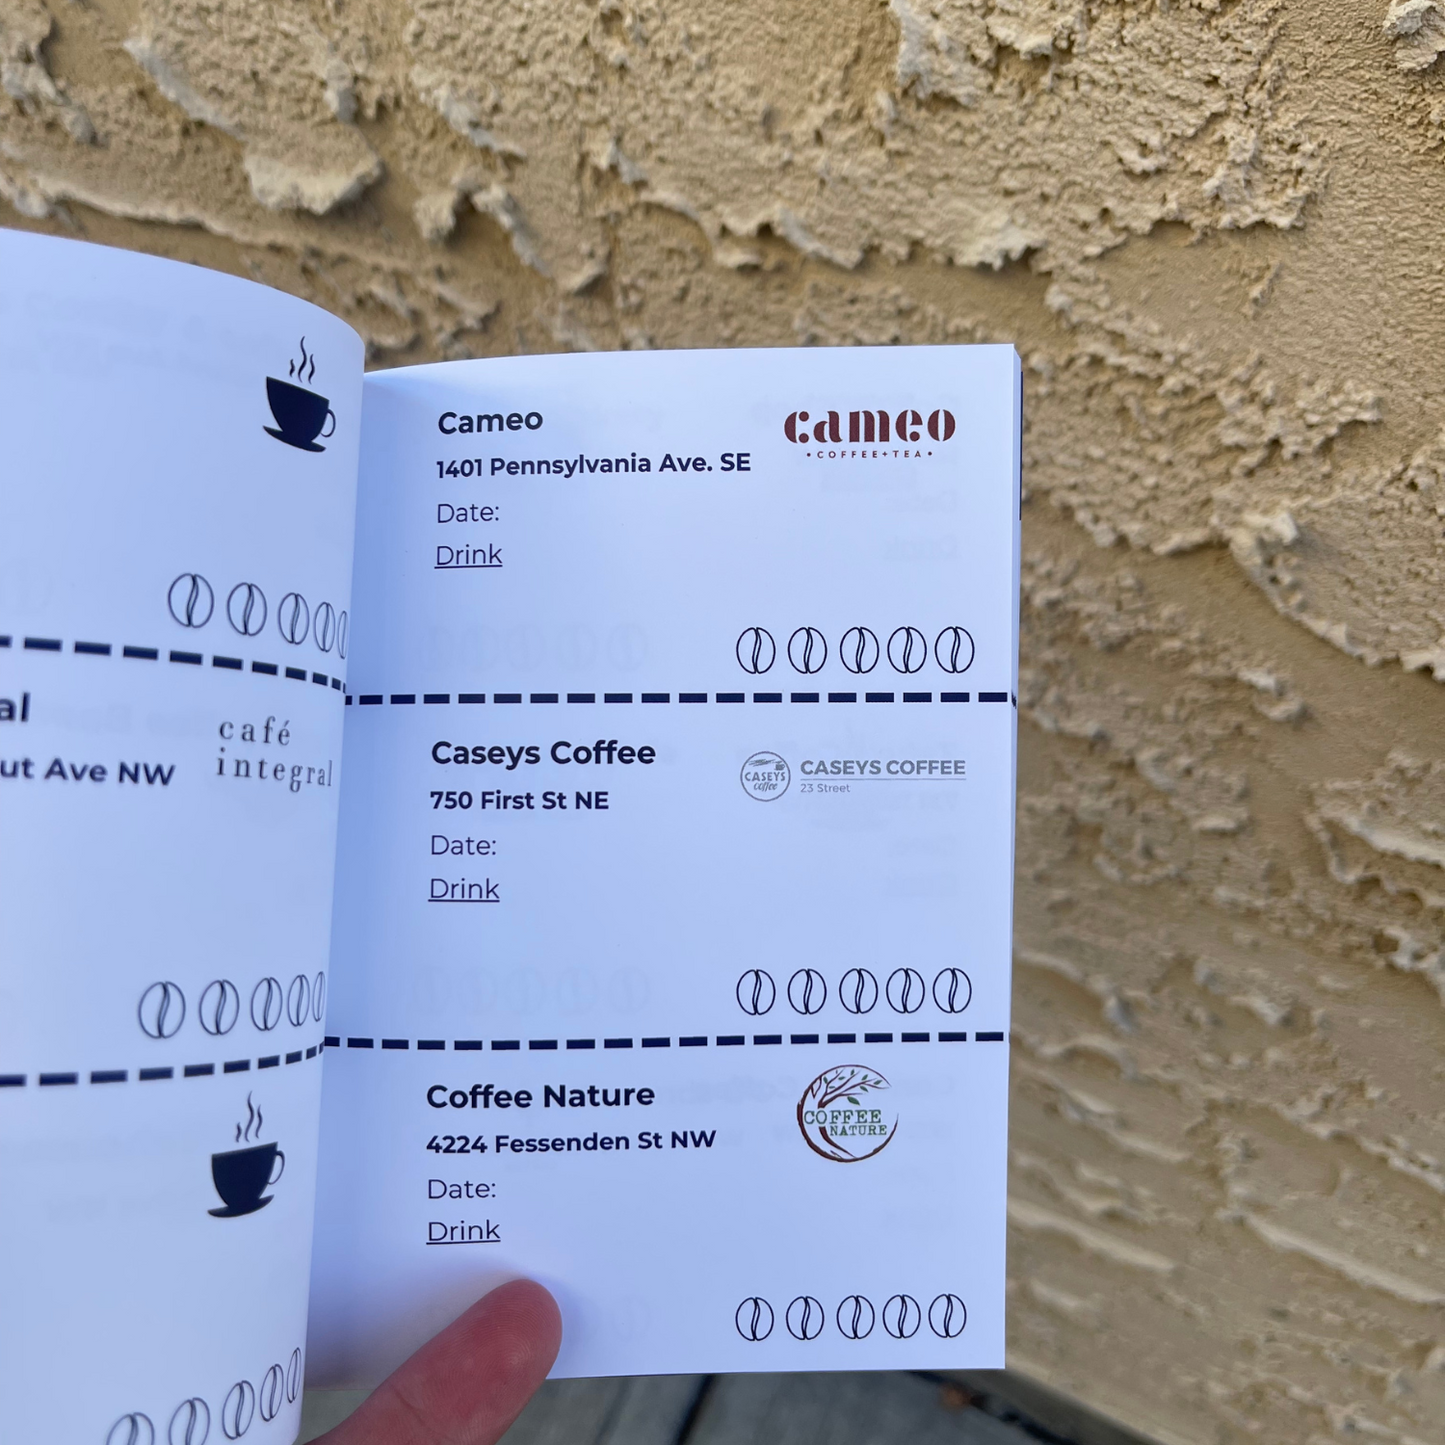 al
ut Ave NW
café
integral
Cameo
1401 Pennsylvania Ave. SE
Date:
Drink
cameo
•COFFEE+TEA•
Caseys Coffee
750 First St NE
Date:
Drink
CASEYS
coffee
CASEYS COFFEE
23 Street
Coffee Nature
4224 Fessenden St NW
Date:
Drink
COFFEE
NATURE